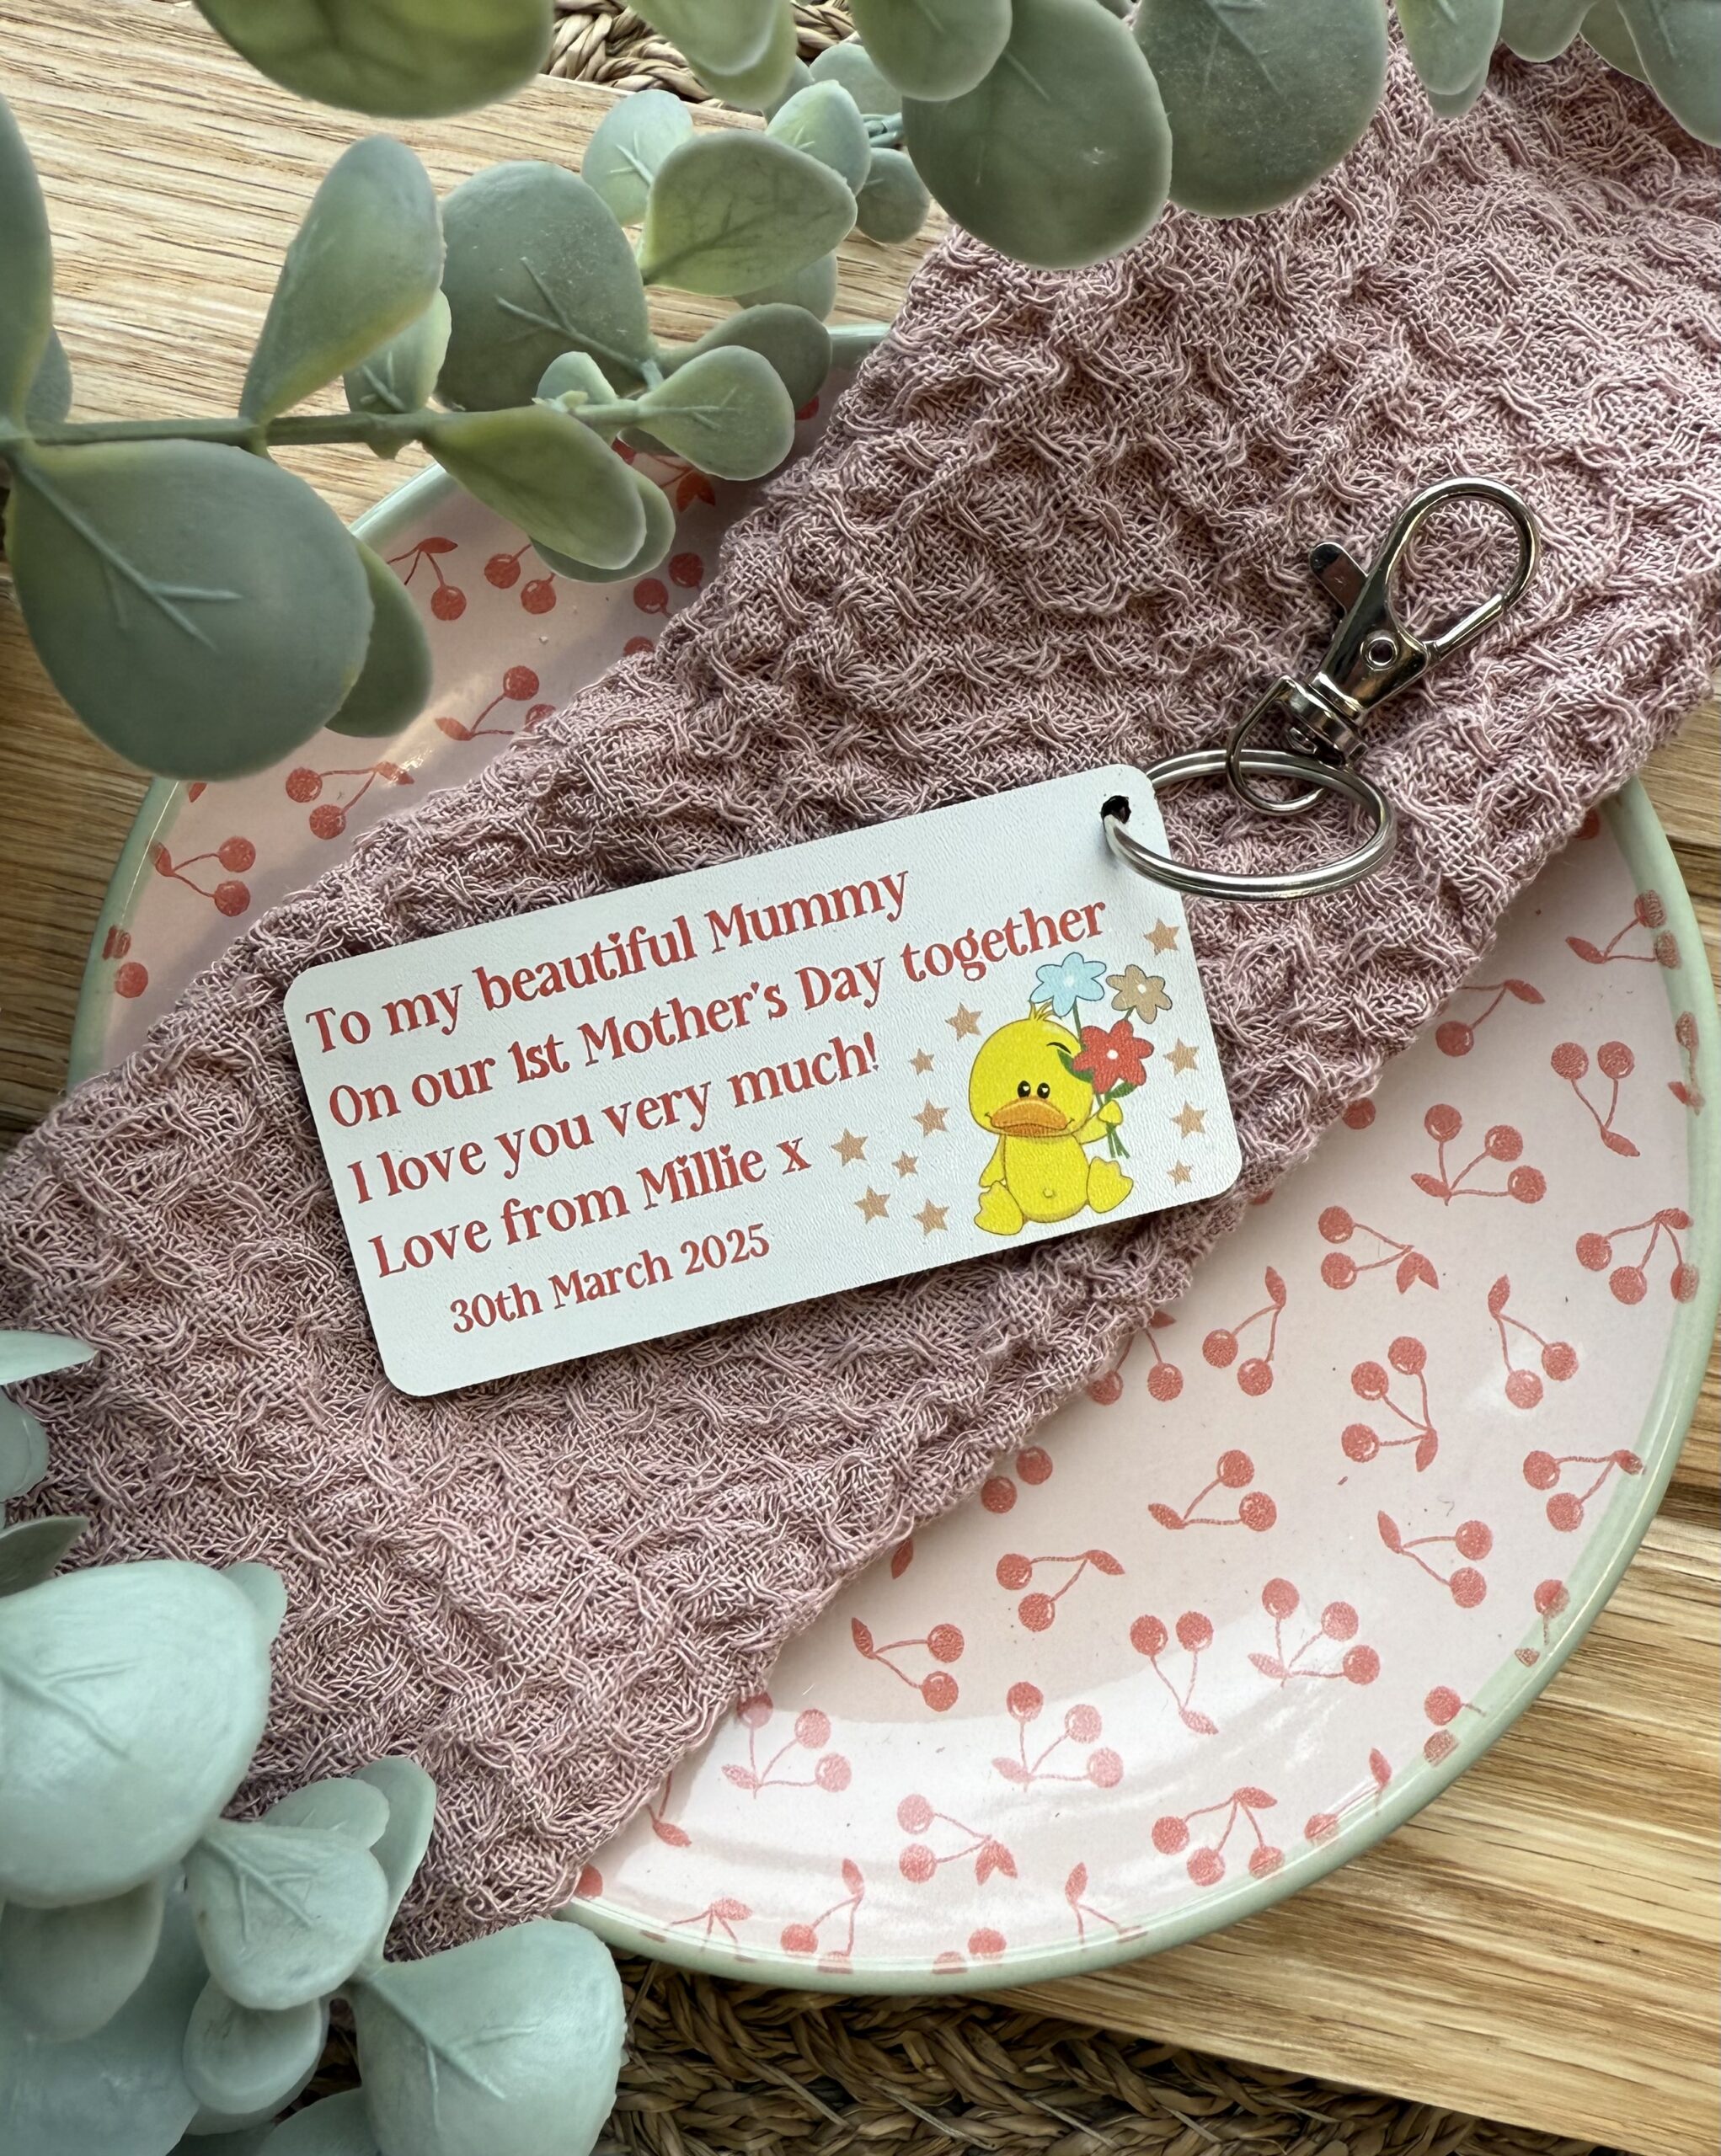 To my beautiful Mummy
On our 1st Mother's Day together
I love you very much!
Love from Millie x
30th March 2025